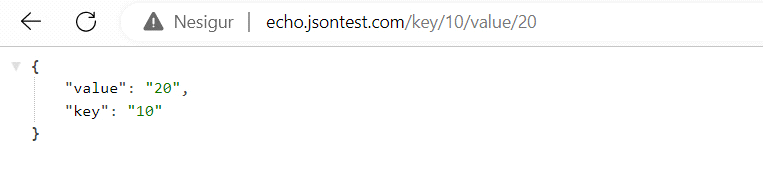 Nesigur | echo.jsontest.com/key/10/value/20
{
"value": "20",
"key": "10"
}